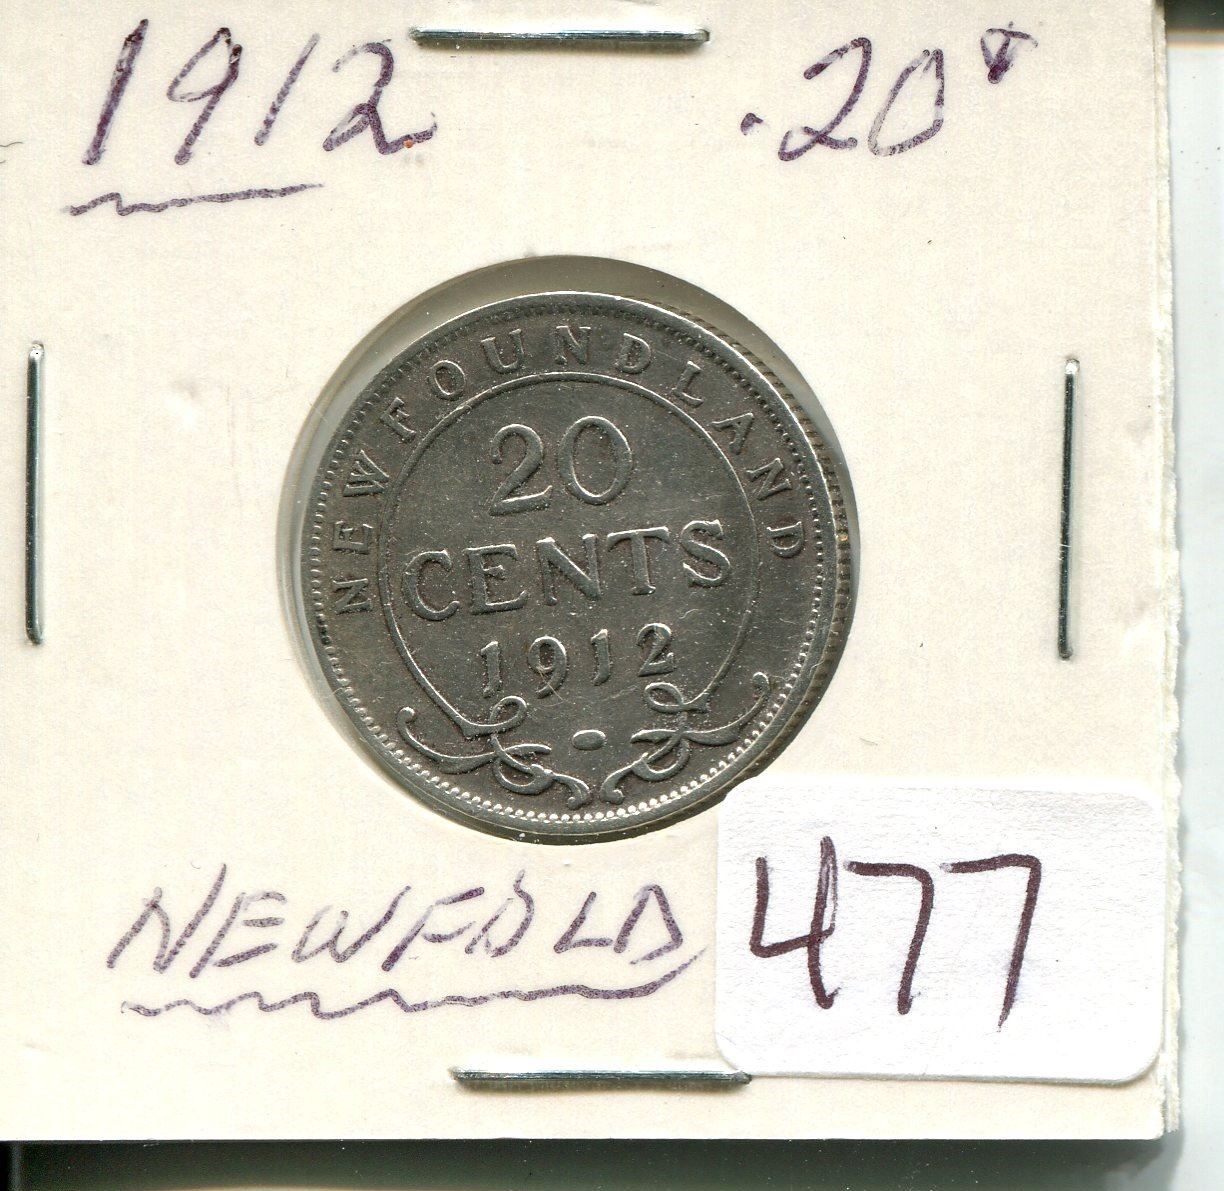 1912 .20¢
NEWFOUNDLAND
20
CENTS
1912
NEWFDLD
477